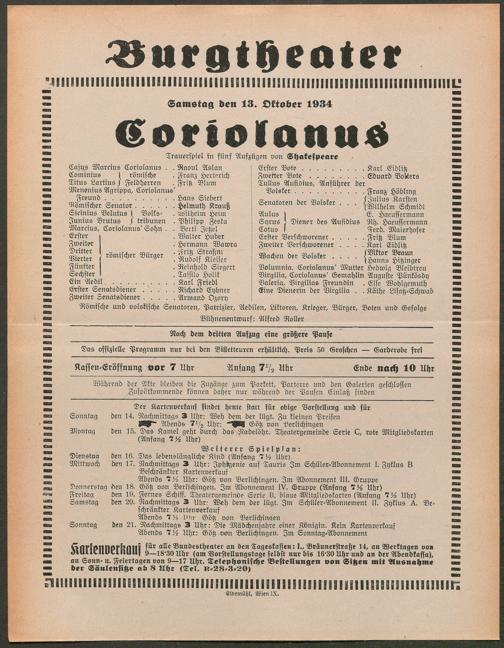 Burgtheater
Samstag den 13. Oktober 1934
Coriolanus
Trauerspiel in fünf Aufzügen von Shakespeare
Cajus Marcius Coriolanus . . Raoul Aslan
Cominius } römische . . Franz Herterich
Titus Lartius } Feldherren . . Fritz Blum
Menenius Agrippa, Coriolanus'
Freund . . . Hans Siebert
Römischer Senator . . . Helmuth Krauß
Sicinius Velutus } Volks- . Wilhelm Heim
Junius Brutus } tribunen . Philipp Zeska
Marcius, Coriolanus' Sohn . . Bertl
Erster } römischer Bürger . . Walter Huber
Zweiter . . Hermann Wawra
Dritter . . Fritz Straßni
Vierter . . Rudolf Kleiser
Fünfter . . Reinhold Siegert
Sechster . . Tassilo Holik
Ein Aedil . . . Karl Friedl
Erster Senatsdiener . . . Richard Eybner
Zweiter Senatsdiener . . . Armand Ozory
Erster Bote . . . Karl Eidlitz
Zweiter Bote . . . Eduard Volters
Tullus Aufidius, Anführer der
Volsker . . . Franz Höbling
Senatoren der Volsker . . { Julius Karsten
Wilhelm Schmidt
Aufus } Diener des Aufidius E. Haeussermann
Syrus } Rh. Haeussermann
Cotus } Ferd. Maierhofer
Erster Verschworener . . . Fritz Blum
Zweiter Verschworener . . . Karl Eidlitz
Wachen der Volsker . . { Viktor Braun
Hanns Hitzinger
Volumnia, Coriolanus' Mutter Hedwig Bleibtreu
Virgilia, Coriolanus' Gemahlin Auguste Pünkösdy
Valeria, Virgilias Freundin . Else Wohlgemuth
Eine Dienerin der Virgilia . Käthe
Römische und volskische Senatoren, Patrizier, Aedilen, Liktoren, Krieger, Bürger, Boten und Gefolge
Bühnenentwurf: Alfred Roller
Nach dem dritten Aufzug eine größere Pause
Das offizielle Programm nur bei den Billetteuren erhältlich. Preis 50 Groschen — Garderobe frei
Kassen-Eröffnung vor 7 Uhr Anfang 7½ Uhr Ende nach 10 Uhr
Während der Akte bleiben die Zugänge zum Parkett, Parterre und den Galerien geschlossen
Zuspätkommende können daher nur während der Pausen Einlaß finden
Der Kartenverkauf findet heute statt für obige Vorstellung und für
Sonntag den 14. Nachmittags 3 Uhr: Weh dem der lügt. Zu kleinen Preisen
Abends 7½ Uhr: Götz von Berlichingen
Montag den 15. Das Kamel geht durch das Nadelöhr. Theatergemeinde Serie C, rote Mitgliedskarten
(Anfang 7½ Uhr)
Weiterer Spielplan:
Dienstag den 16. Das lebenslängliche Kind (Anfang 7½ Uhr)
Mittwoch den 17. Nachmittags 3 Uhr: Iphigenie auf Tauris Im Schüler-Abonnement I. Zyklus B
Beschränkter Kartenverkauf
Abends 7½ Uhr: Götz von Berlichingen. Im Abonnement III. Gruppe
Donnerstag den 18. Götz von Berlichingen. Im Abonnement IV. Gruppe (Anfang 7½ Uhr)
Freitag den 19. Fernes Schiff. Theatergemeinde Serie B, blaue Mitgliedskarten (Anfang 7½ Uhr)
Samstag den 20. Nachmittags 3 Uhr: Weh dem der lügt. Im Schüler-Abonnement II. Zyklus A. Be-
schränkter Kartenverkauf
Abends 7½ Uhr Götz von Berlichingen
Sonntag den 21. Nachmittags 3 Uhr: Die Mädchenjahre einer Königin. Kein Kartenverkauf
Abends 7½ Uhr: Götz von Berlichingen. Im Sonntag-Abonnement
Kartenverkauf für alle Bundestheater an den Tageskassen: I., Bräunerstraße 14, an Werktagen von
9—18'30 Uhr (am Vorstellungstage selbst nur bis 16'30 Uhr und an der Abendkassa),
an Sonn- u. Feiertagen von 9—17 Uhr. Telephonische Bestellungen von Sitzen mit Ausnahme
der Säulensitze ab 8 Uhr (Tel. R-28-3-20)
Elbemühl, Wien IX.